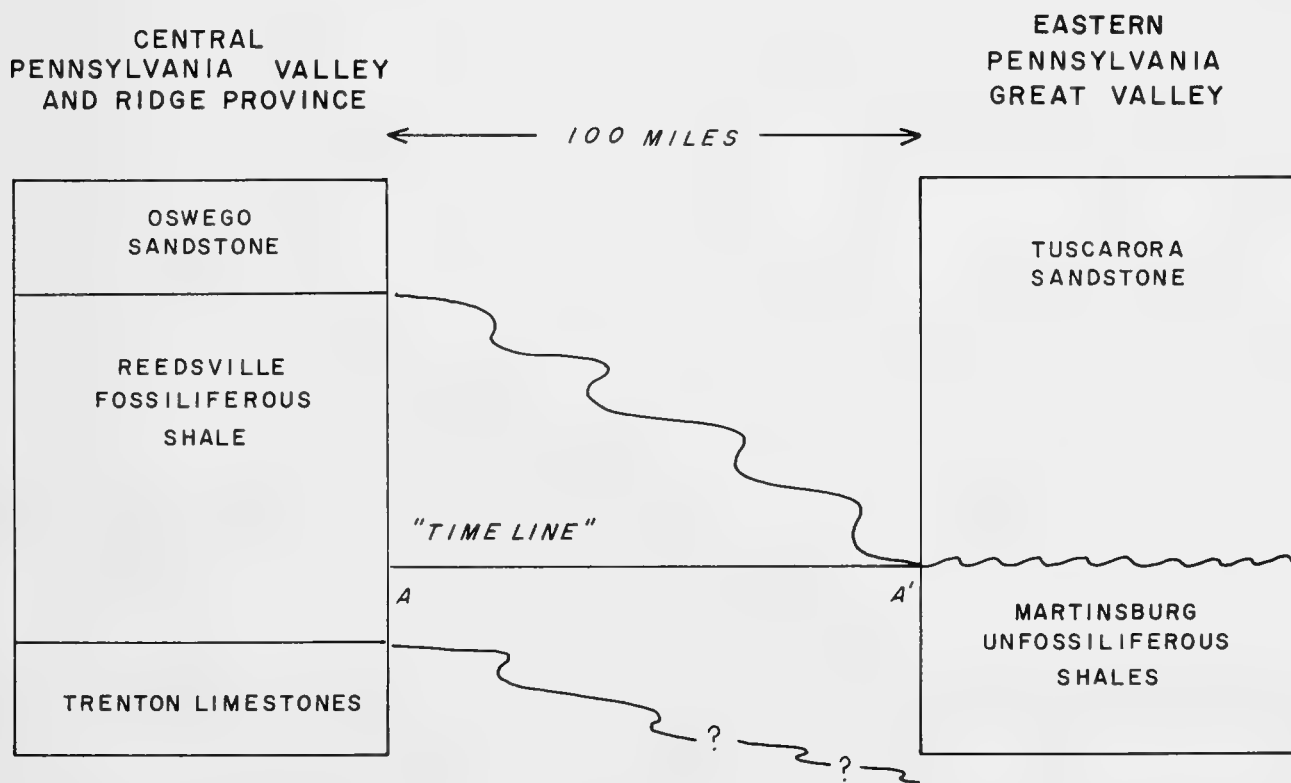 CENTRAL
PENNSYLVANIA VALLEY
AND RIDGE PROVINCE
100 MILES
EASTERN
PENNSYLVANIA
GREAT VALLEY
OSWEGO
SANDSTONE
REEDSVILLE
FOSSILIFEROUS
SHALE
TRENTON LIMESTONES
"TIME LINE"
A
A'
?
?
TUSCARORA
SANDSTONE
MARTINSBURG
UNFOSSILIFEROUS
SHALES